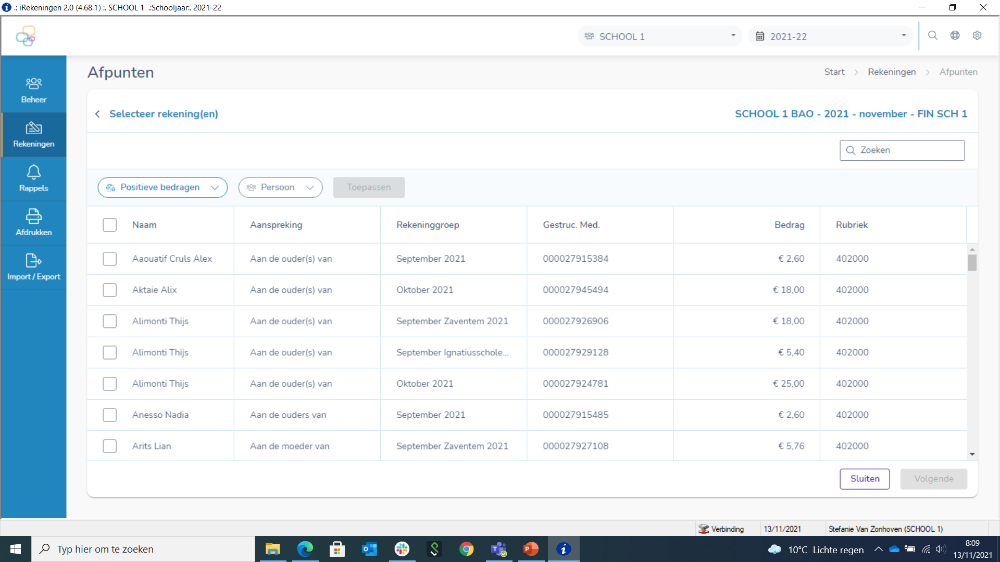 .: iRekeningen 2.0 (4.68.1) :. SCHOOL 1 .:Schooljaar:. 2021-22
SCHOOL 1
2021-22
Afpunten
Start > Rekeningen > Afpunten
Beheer
Rekeningen
Rappels
Afdrukken
Import / Export
Selecteer rekening(en)
SCHOOL 1 BAO - 2021 - november - FIN SCH 1
Zoeken
Positieve bedragen
Persoon
Toepassen
Naam Aanspreking Rekeninggroep Gestruc. Med. Bedrag Rubriek
Aaouatif Cruls Alex Aan de ouder(s) van September 2021 000027915384 € 2,60 402000
Aktaie Alix Aan de ouder(s) van Oktober 2021 000027945494 € 18,00 402000
Alimonti Thijs Aan de ouder(s) van September Zaventem 2021 000027926906 € 18,00 402000
Alimonti Thijs Aan de ouder(s) van September Ignatiusschole... 000027929128 € 5,40 402000
Alimonti Thijs Aan de ouder(s) van Oktober 2021 000027924781 € 25,00 402000
Anesso Nadia Aan de ouders van September 2021 000027915485 € 2,60 402000
Arits Lian Aan de moeder van September Zaventem 2021 000027927108 € 5,76 402000
Sluiten
Volgende
Verbinding
13/11/2021
Stefanie Van Zonhoven (SCHOOL 1)
Typ hier om te zoeken
10°C Lichte regen
8:09
13/11/2021